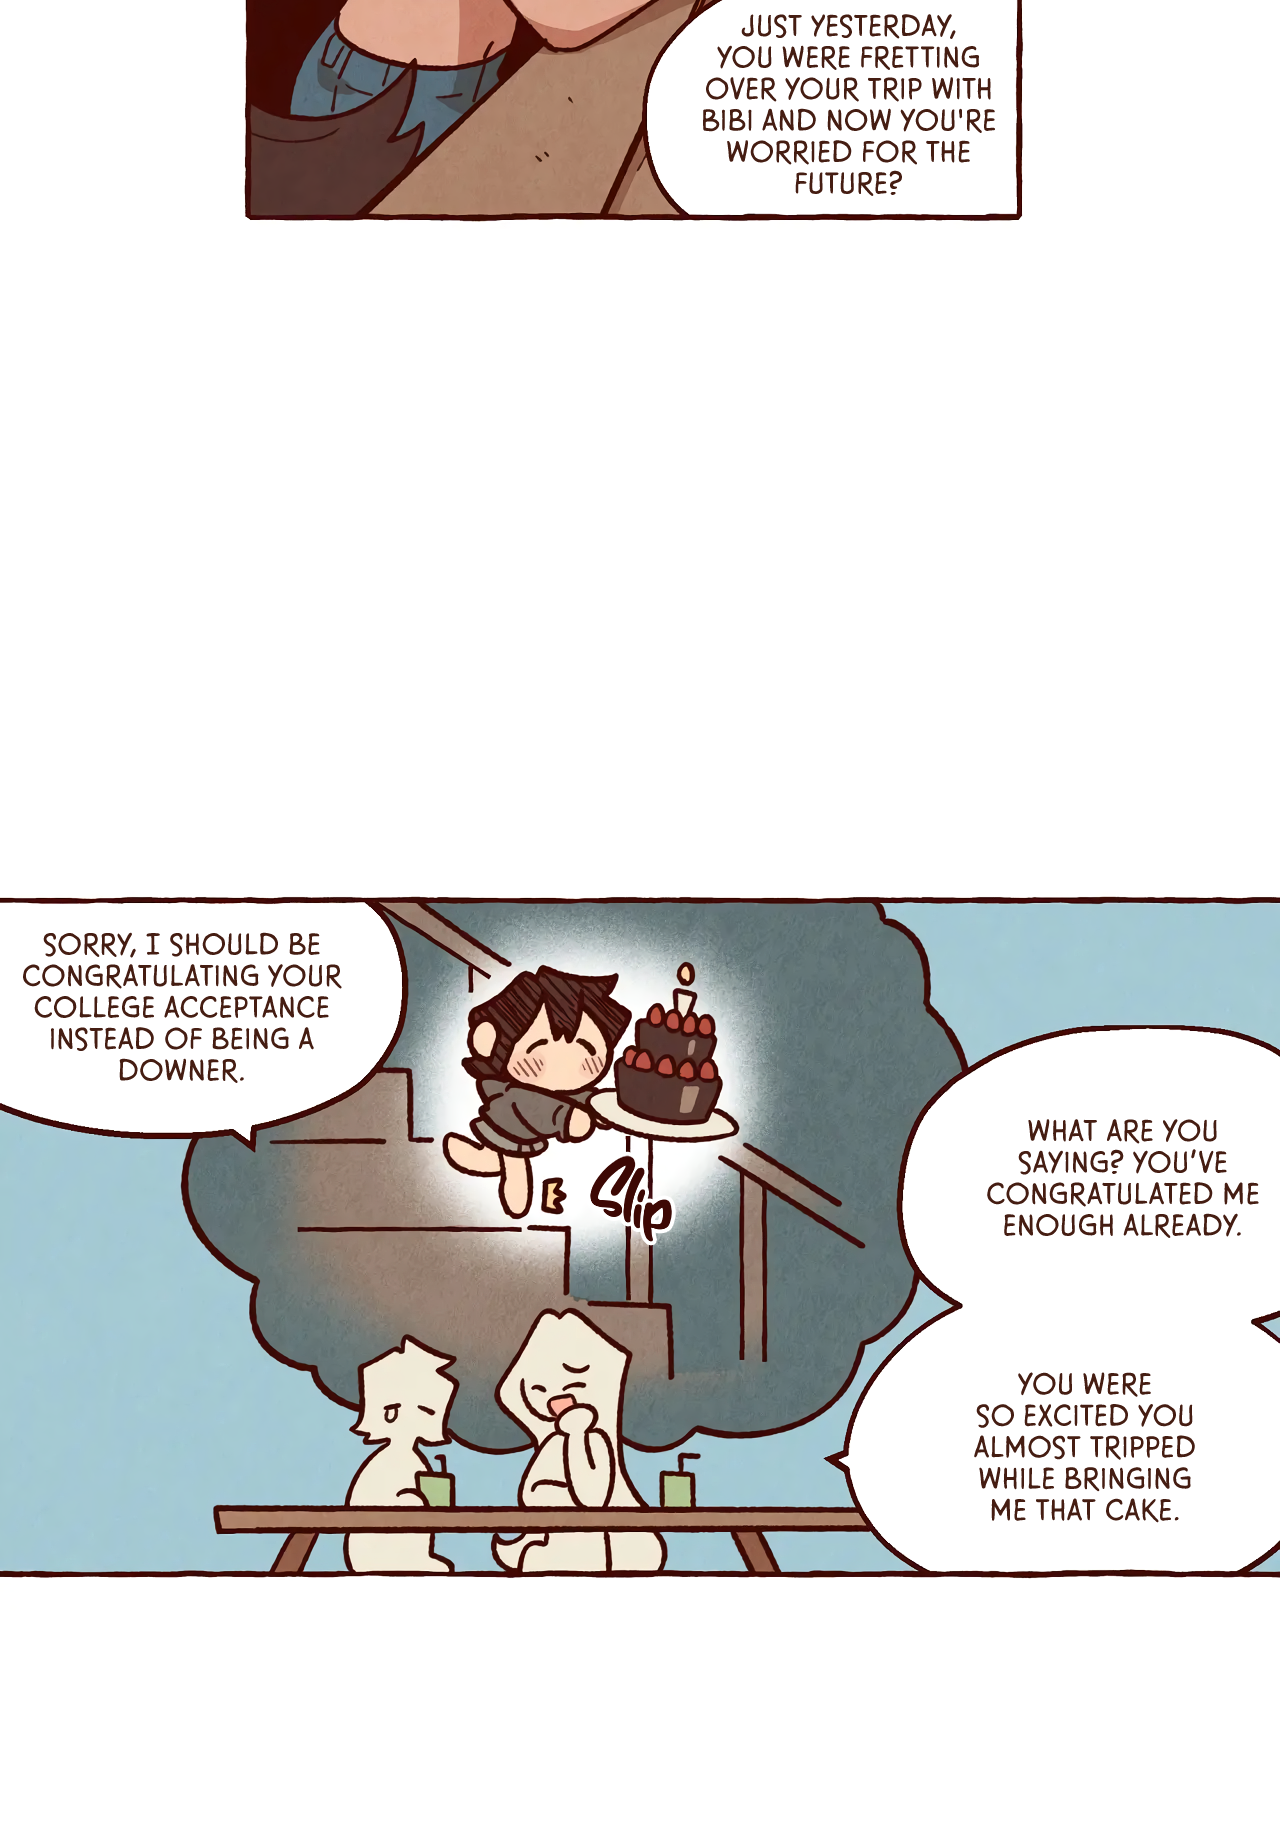 JUST YESTERDAY,
YOU WERE FRETTING
OVER YOUR TRIP WITH
BIBI AND NOW YOU'RE
WORRIED FOR THE
FUTURE?
SORRY, I SHOULD BE
CONGRATULATING YOUR
COLLEGE ACCEPTANCE
INSTEAD OF BEING A
DOWNER.
Slip
WHAT ARE YOU
SAYING? YOU'VE
CONGRATULATED ME
ENOUGH ALREADY.
YOU WERE
SO EXCITED YOU
ALMOST TRIPPED
WHILE BRINGING
ME THAT CAKE.